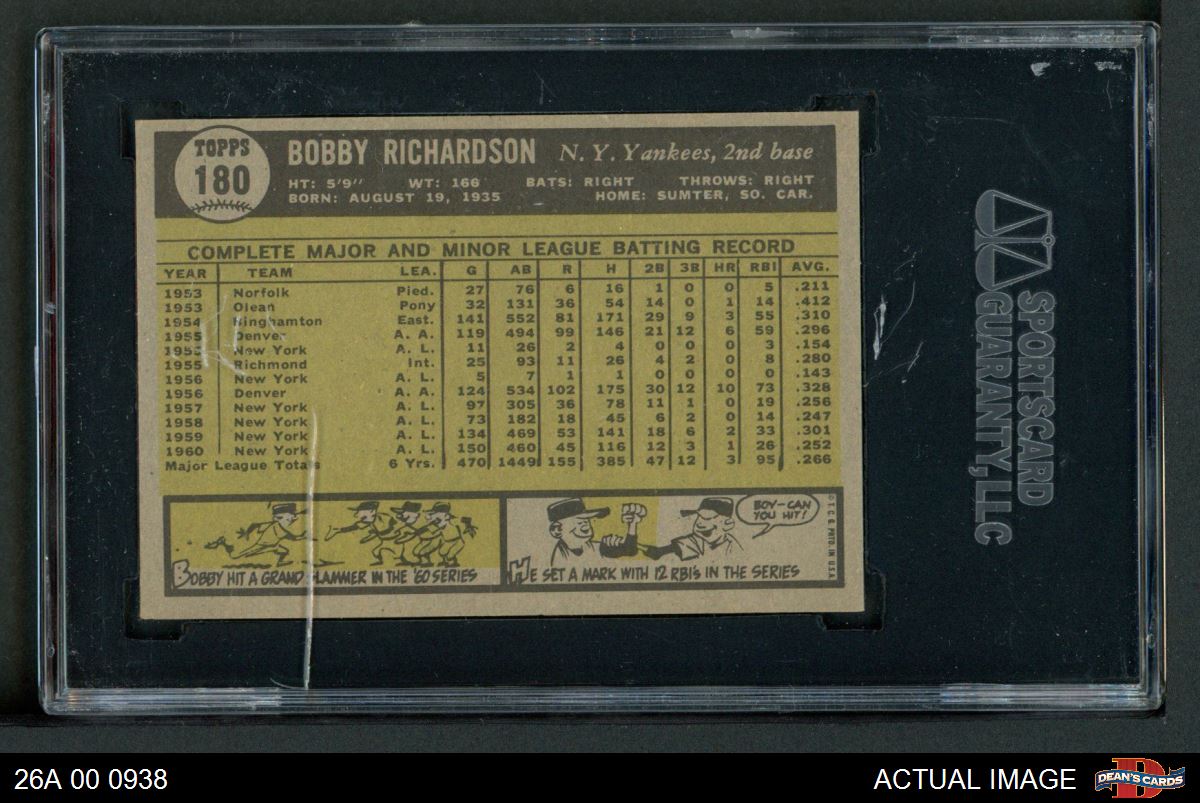 TOPPS
180
BOBBY RICHARDSON N. Y. Yankees, 2nd base
HT: 5'9" WT: 166 BATS: RIGHT THROWS: RIGHT
BORN: AUGUST 19, 1935 HOME: SUMTER, SO. CAR.
COMPLETE MAJOR AND MINOR LEAGUE BATTING RECORD
YEAR TEAM LEA. G AB R H 2B 3B HR RBI AVG.
1953 Norfolk Pied. 27 76 6 16 1 0 0 5 .211
1953 Olean Pony 32 131 36 54 14 0 1 14 .412
1954 Binghamton East. 141 552 81 171 29 9 3 55 .310
1955 Denver A. A. 119 494 99 146 21 12 6 59 .296
1955 New York A. L. 11 26 2 4 0 0 0 3 .154
1955 Richmond Int. 25 93 11 26 4 2 0 8 .280
1956 New York A. L. 5 7 1 1 0 0 0 0 .143
1956 Denver A. A. 124 534 102 175 30 12 10 73 .328
1957 New York A. L. 97 305 36 78 11 1 0 19 .256
1958 New York A. L. 73 182 18 45 6 2 0 14 .247
1959 New York A. L. 134 469 53 141 18 6 2 33 .301
1960 New York A. L. 150 460 45 116 12 3 1 26 .252
Major League Totals 6 Yrs. 470 1449 155 385 47 12 3 95 .266
BOBBY HIT A GRAND SLAMMER IN THE '60 SERIES
BOY-CAN
YOU HIT!
HE SET A MARK WITH 12 RBI'S IN THE SERIES
© T. C. G. PRTD. IN U.S.A.
SPORTSCARD
GUARANTY, LLC
26A 00 0938
ACTUAL IMAGE
DEAN'S CARDS